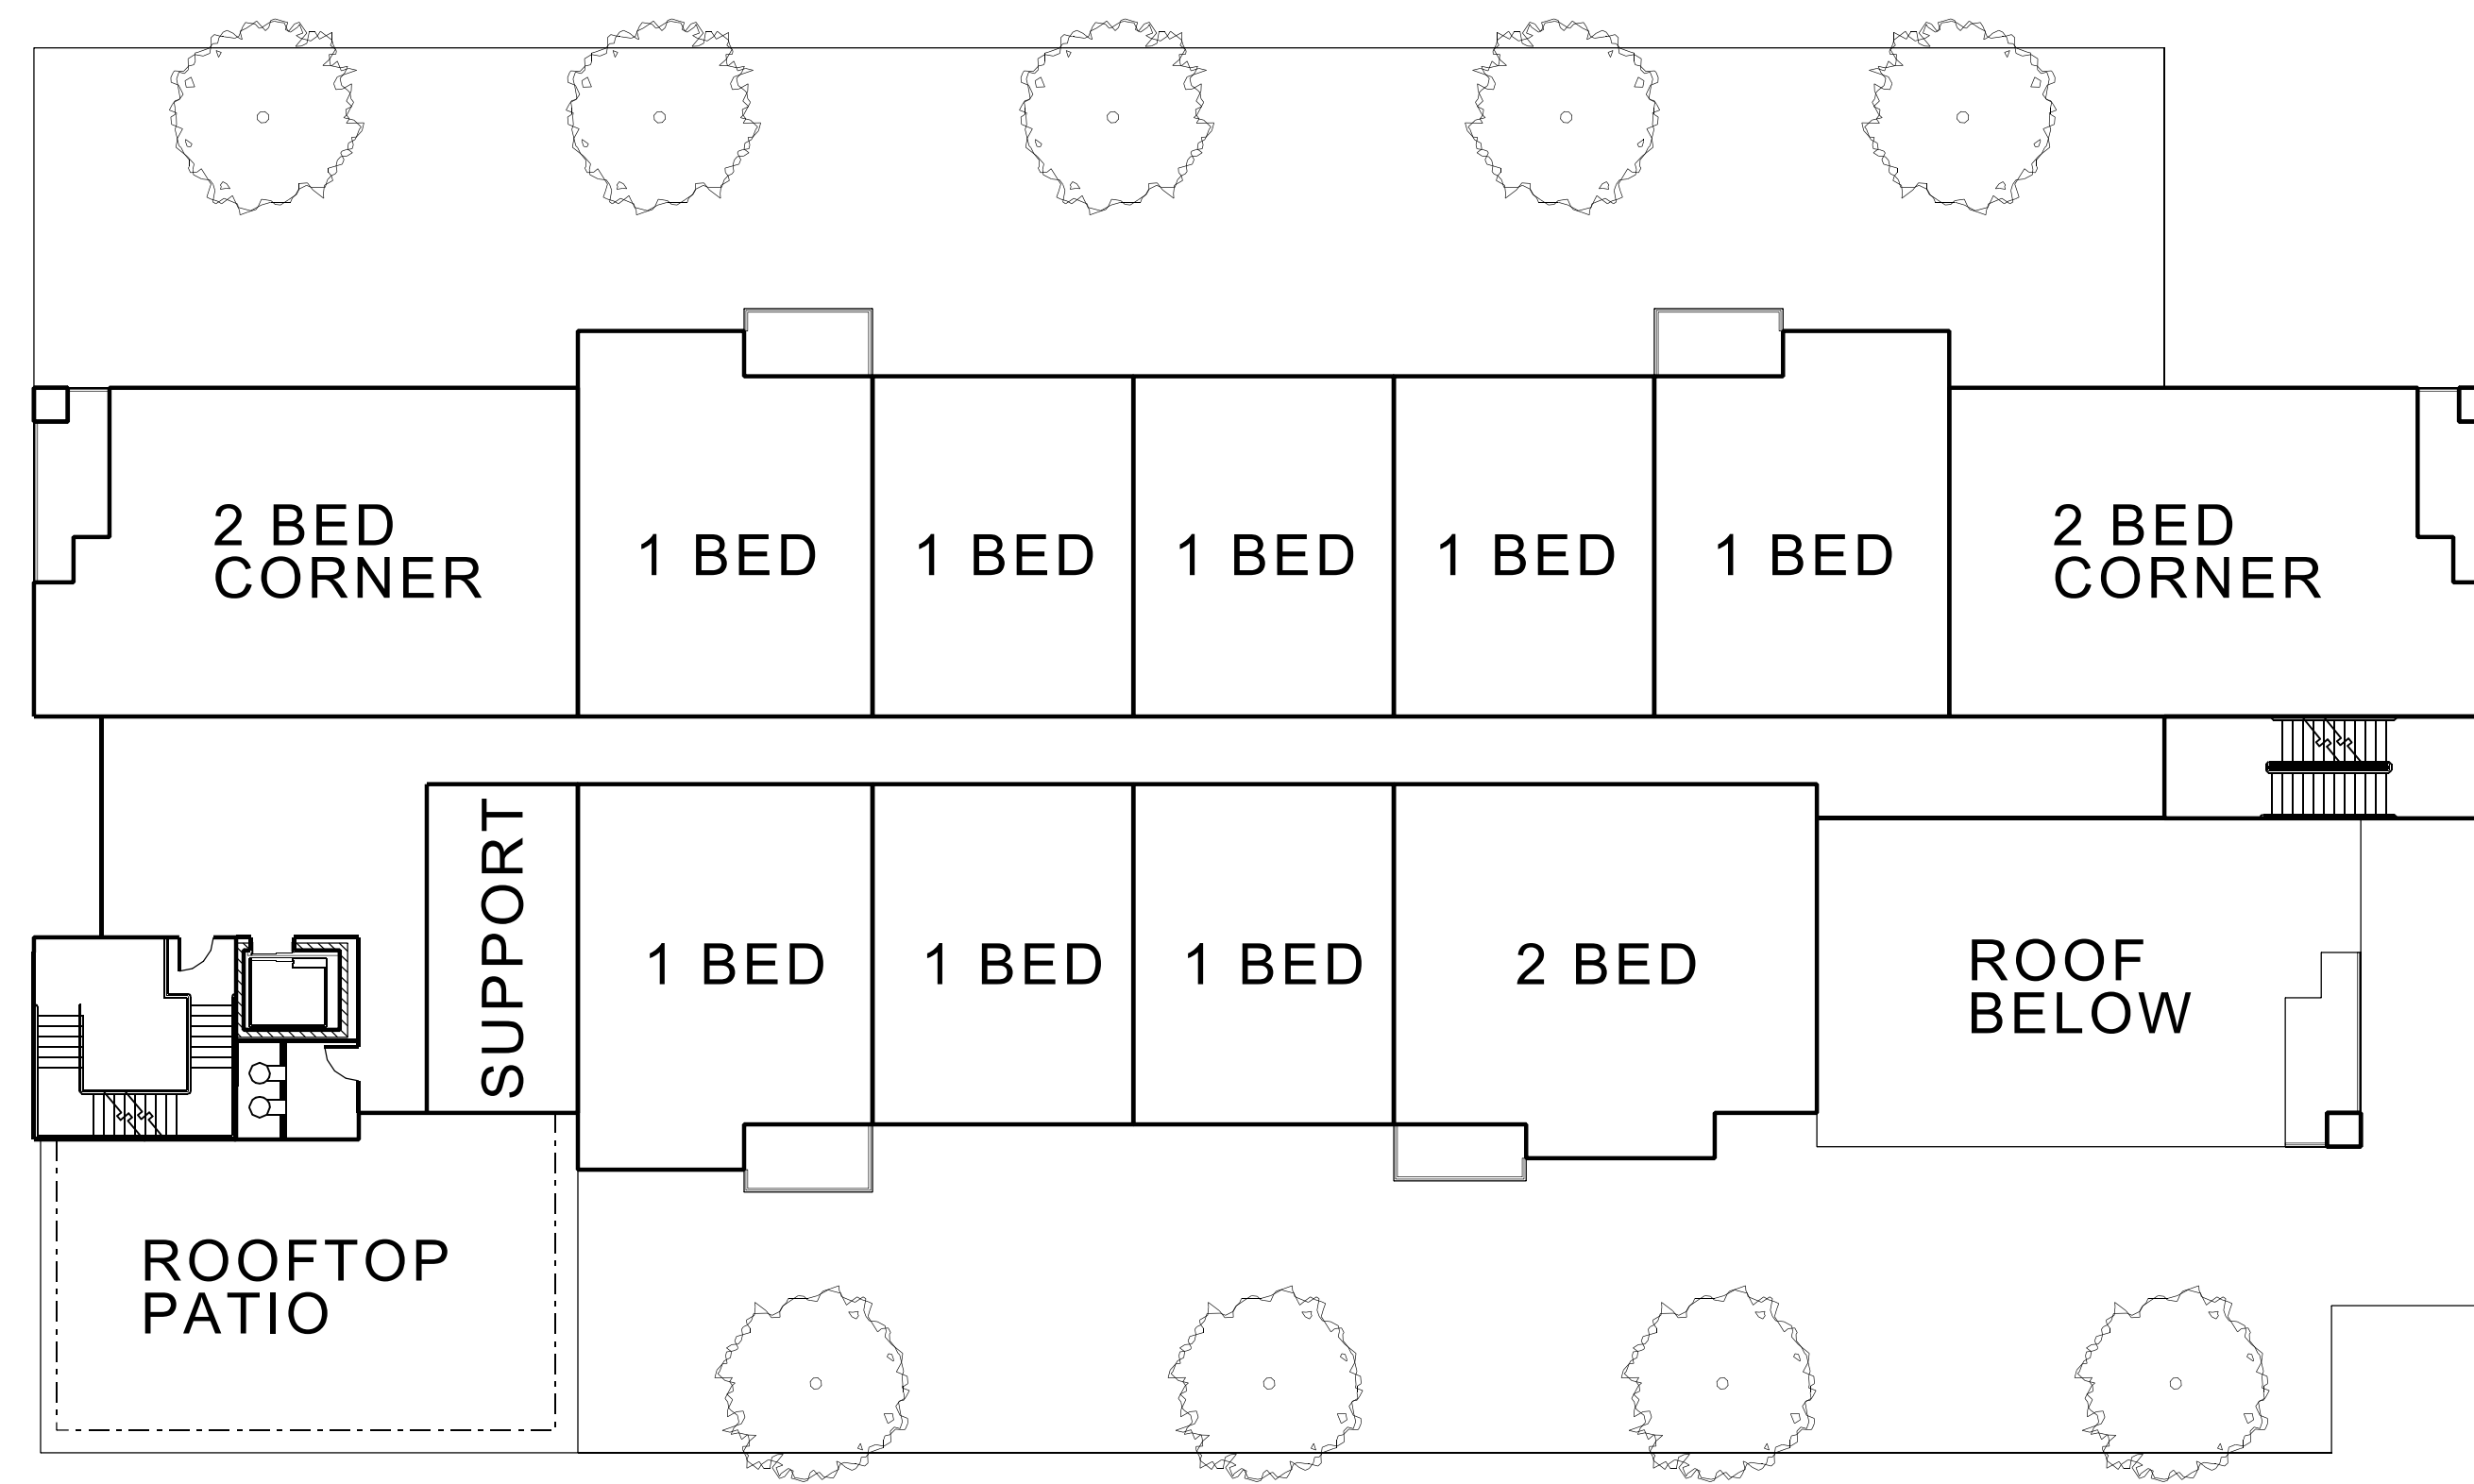 2 BED
CORNER
1 BED
1 BED
1 BED
1 BED
1 BED
2 BED
CORNER
SUPPORT
1 BED
1 BED
1 BED
2 BED
ROOF
BELOW
ROOFTOP
PATIO